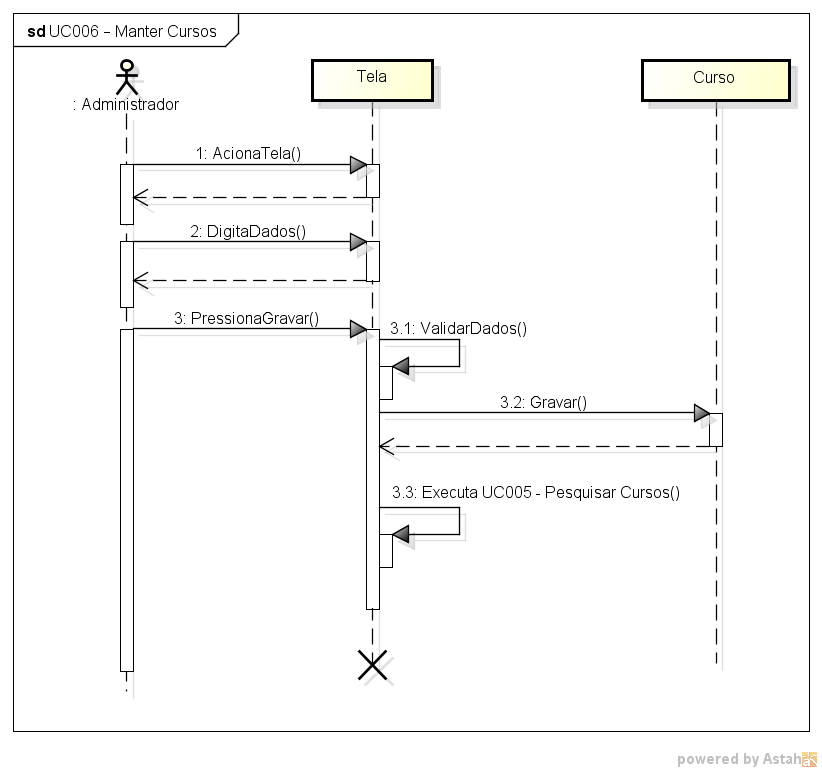 sd UC006 - Manter Cursos
Tela
Curso
: Administrador
1: AcionaTela()
2: DigitaDados()
3: PressionaGravar()
3.1: ValidarDados()
3.2: Gravar()
3.3: Executa UC005 - Pesquisar Cursos()
powered by Astah